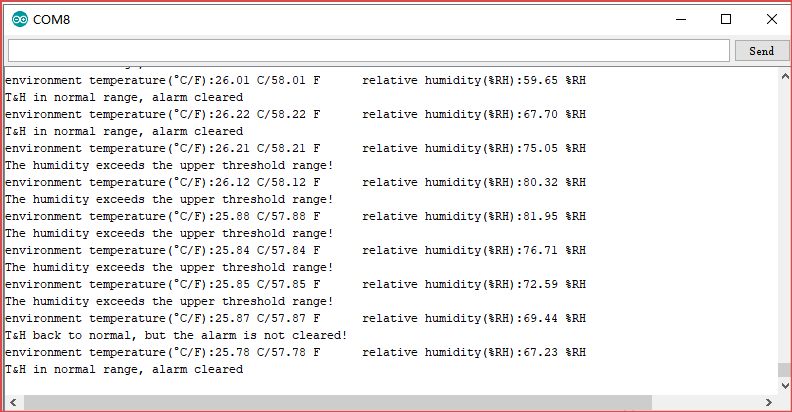 COM8
Send
environment temperature(°C/F):26.01 C/58.01 F relative humidity(%RH):59.65 %RH
T&H in normal range, alarm cleared
environment temperature(°C/F):26.22 C/58.22 F relative humidity(%RH):67.70 %RH
T&H in normal range, alarm cleared
environment temperature(°C/F):26.21 C/58.21 F relative humidity(%RH):75.05 %RH
The humidity exceeds the upper threshold range!
environment temperature(°C/F):26.12 C/58.12 F relative humidity(%RH):80.32 %RH
The humidity exceeds the upper threshold range!
environment temperature(°C/F):25.88 C/57.88 F relative humidity(%RH):81.95 %RH
The humidity exceeds the upper threshold range!
environment temperature(°C/F):25.84 C/57.84 F relative humidity(%RH):76.71 %RH
The humidity exceeds the upper threshold range!
environment temperature(°C/F):25.85 C/57.85 F relative humidity(%RH):72.59 %RH
The humidity exceeds the upper threshold range!
environment temperature(°C/F):25.87 C/57.87 F relative humidity(%RH):69.44 %RH
T&H back to normal, but the alarm is not cleared!
environment temperature(°C/F):25.78 C/57.78 F relative humidity(%RH):67.23 %RH
T&H in normal range, alarm cleared